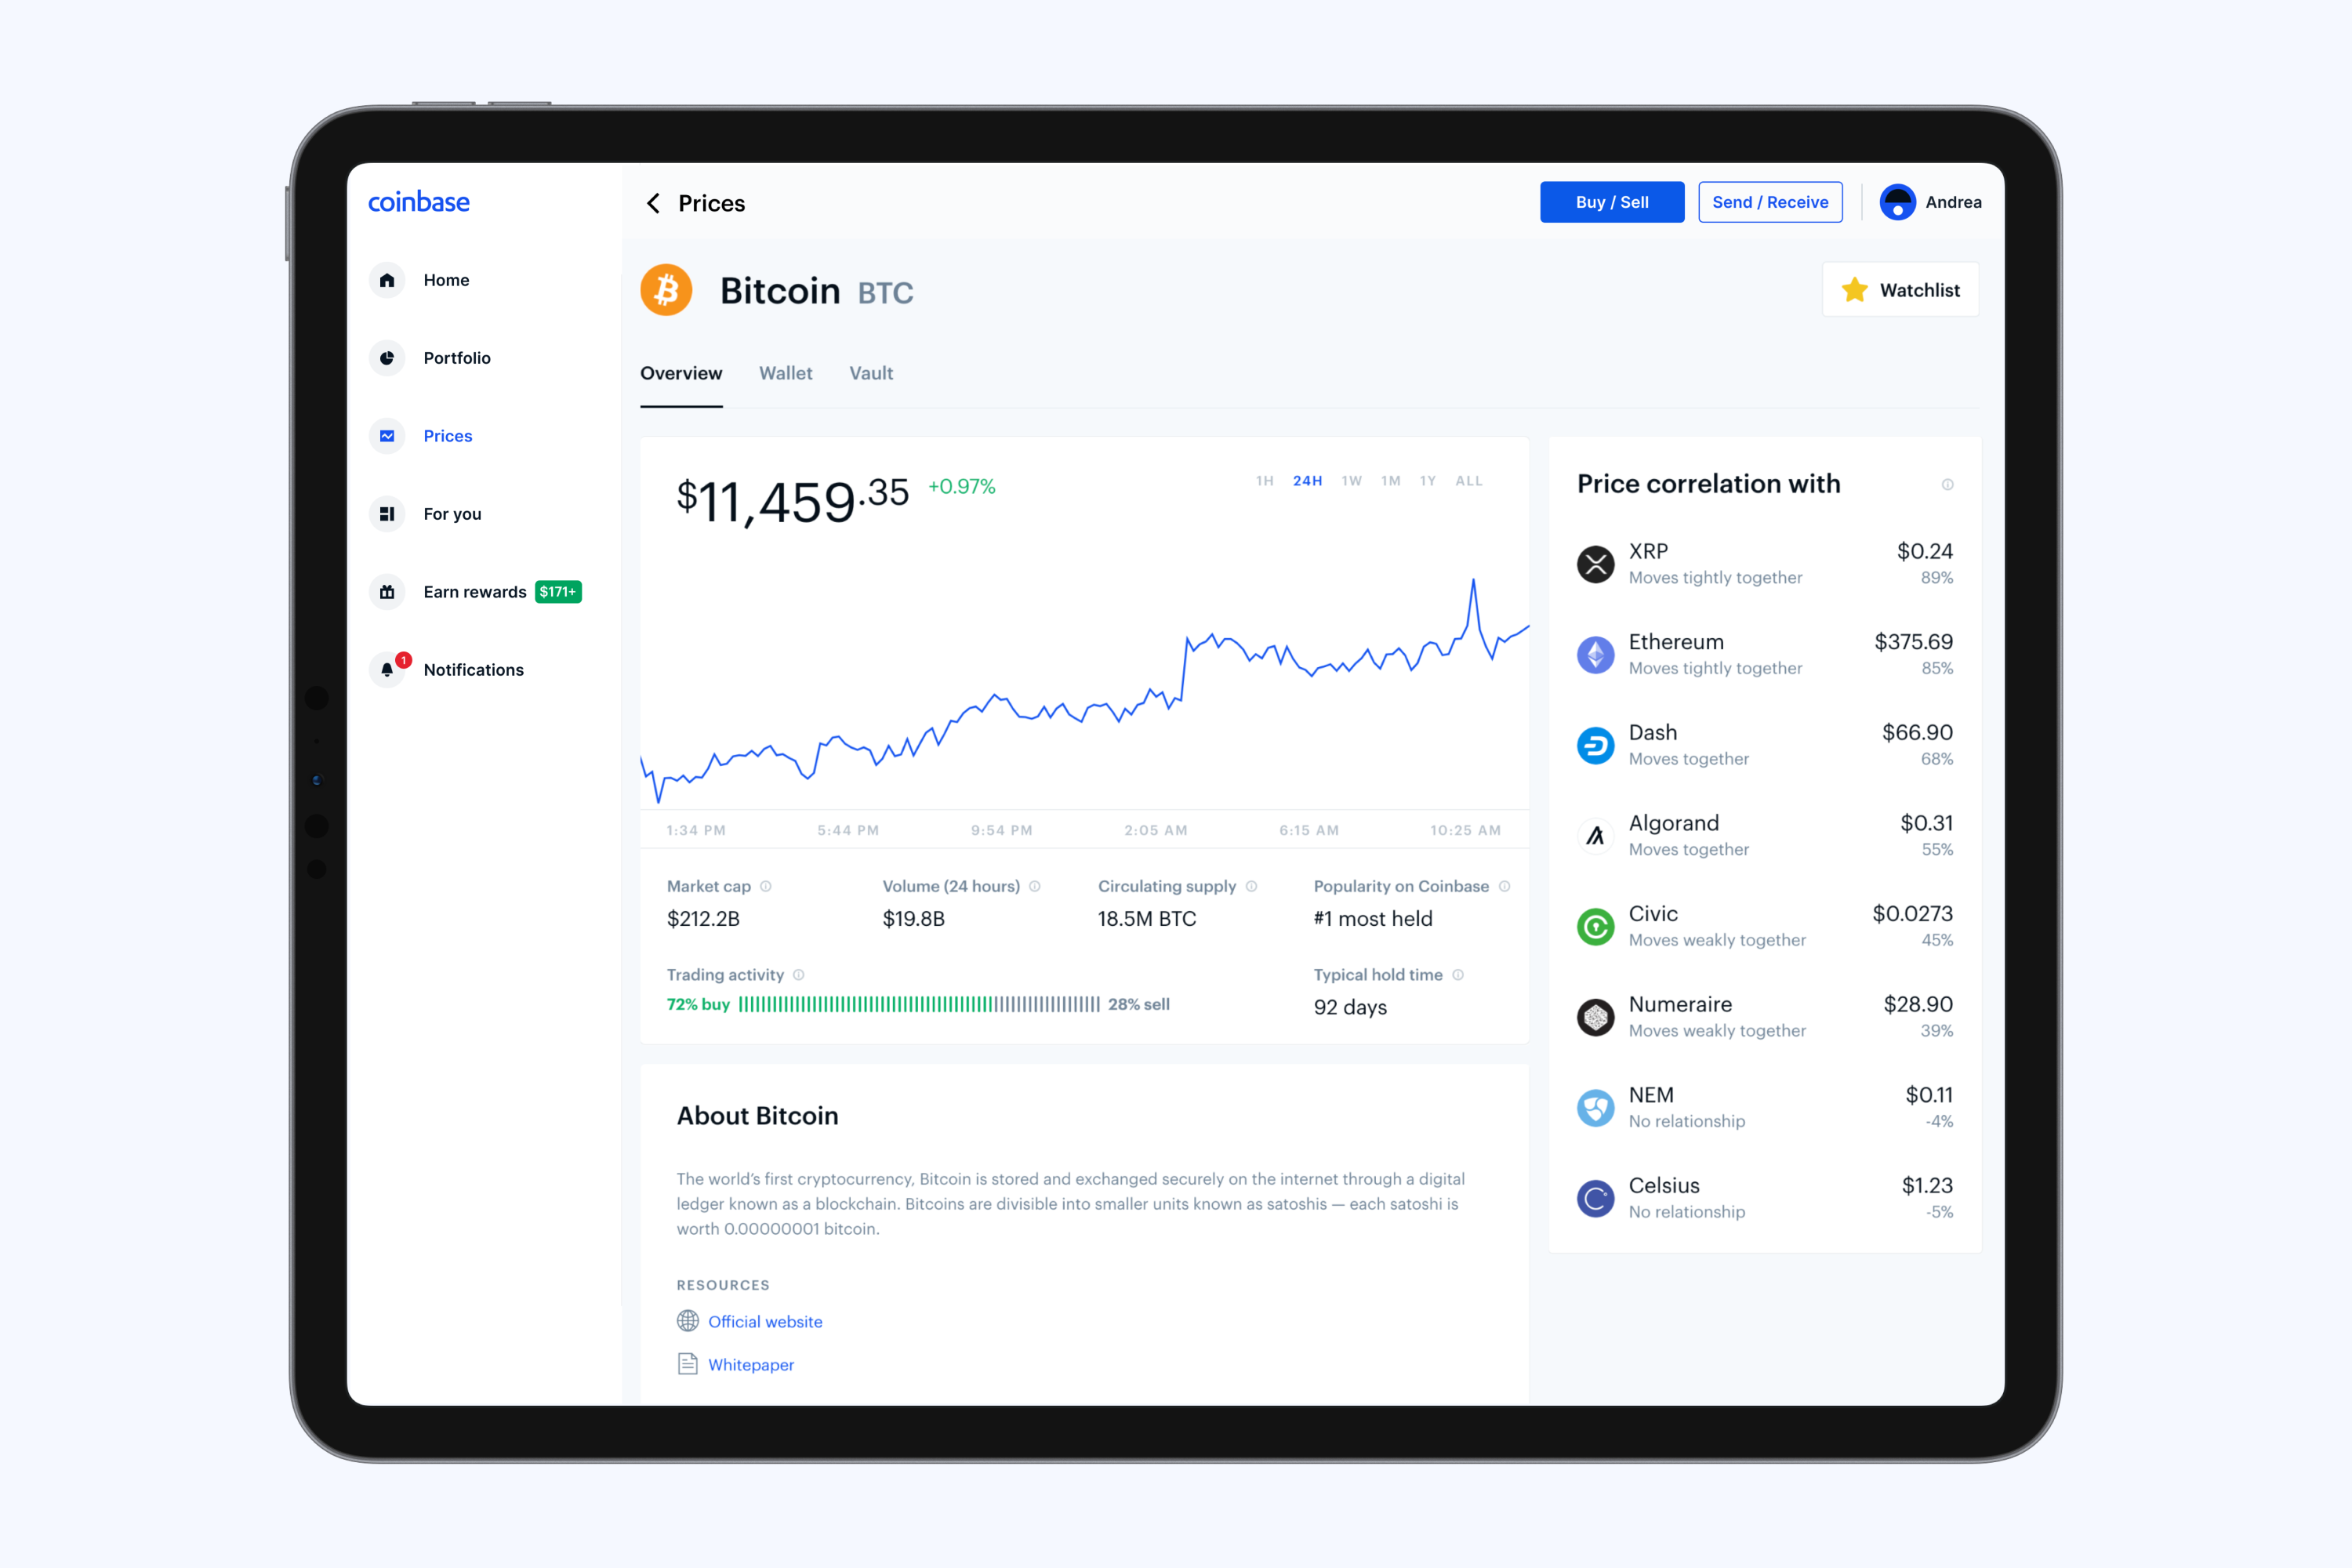 coinbase
Home
Portfolio
Prices
For you
Earn rewards $171+
1
Notifications
Prices
Buy / Sell
Send / Receive
Andrea
Bitcoin BTC
Watchlist
Overview Wallet Vault
$11,459.35 +0.97%
1H 24H 1W 1M 1Y ALL
1:34 PM 5:44 PM 9:54 PM 2:05 AM 6:15 AM 10:25 AM
Market cap
$212.2B
Volume (24 hours)
$19.8B
Circulating supply
18.5M BTC
Popularity on Coinbase
#1 most held
Trading activity
72% buy 28% sell
Typical hold time
92 days
About Bitcoin
The world’s first cryptocurrency, Bitcoin is stored and exchanged securely on the internet through a digital
ledger known as a blockchain. Bitcoins are divisible into smaller units known as satoshis — each satoshi is
worth 0.00000001 bitcoin.
RESOURCES
Official website
Whitepaper
Price correlation with
XRP $0.24
Moves tightly together 89%
Ethereum $375.69
Moves tightly together 85%
Dash $66.90
Moves together 68%
Algorand $0.31
Moves together 55%
Civic $0.0273
Moves weakly together 45%
Numeraire $28.90
Moves weakly together 39%
NEM $0.11
No relationship -4%
Celsius $1.23
No relationship -5%